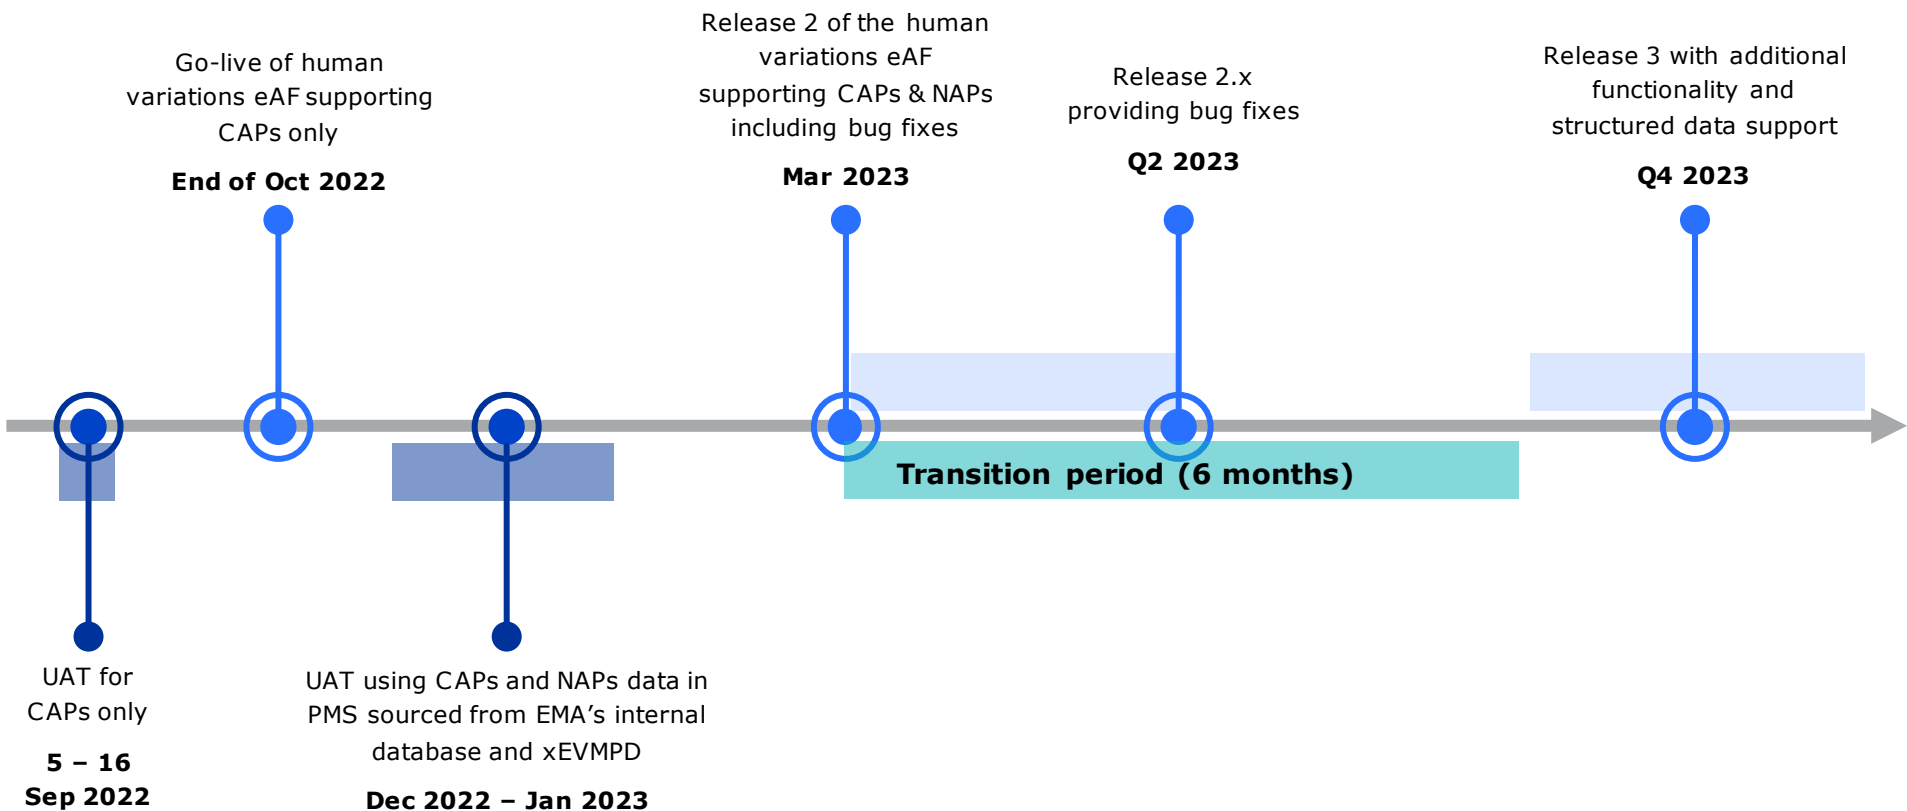 Go-live of human
variations eAF supporting
CAPs only
End of Oct 2022
Release 2 of the human
variations eAF
supporting CAPs & NAPs
including bug fixes
Mar 2023
Release 2.x
providing bug fixes
Q2 2023
Release 3 with additional
functionality and
structured data support
Q4 2023
Transition period (6 months)
UAT for
CAPs only
5 – 16
Sep 2022
UAT using CAPs and NAPs data in
PMS sourced from EMA’s internal
database and xEVMPD
Dec 2022 – Jan 2023